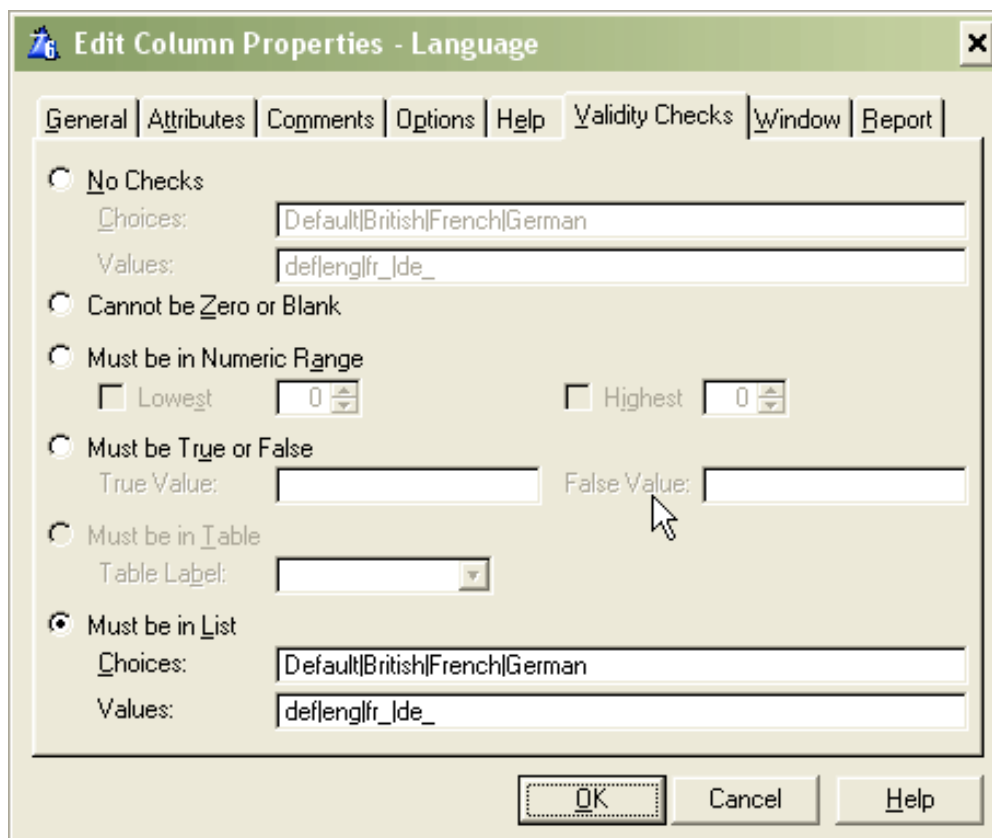 Edit Column Properties - Language
General Attributes Comments Options Help Validity Checks Window Report
No Checks
Choices: Default|British|French|German
Values: def|eng|fr_|de_
Cannot be Zero or Blank
Must be in Numeric Range
Lowest 0 Highest 0
Must be True or False
True Value: False Value:
Must be in Table
Table Label:
Must be in List
Choices: Default|British|French|German
Values: def|eng|fr_|de_
OK Cancel Help